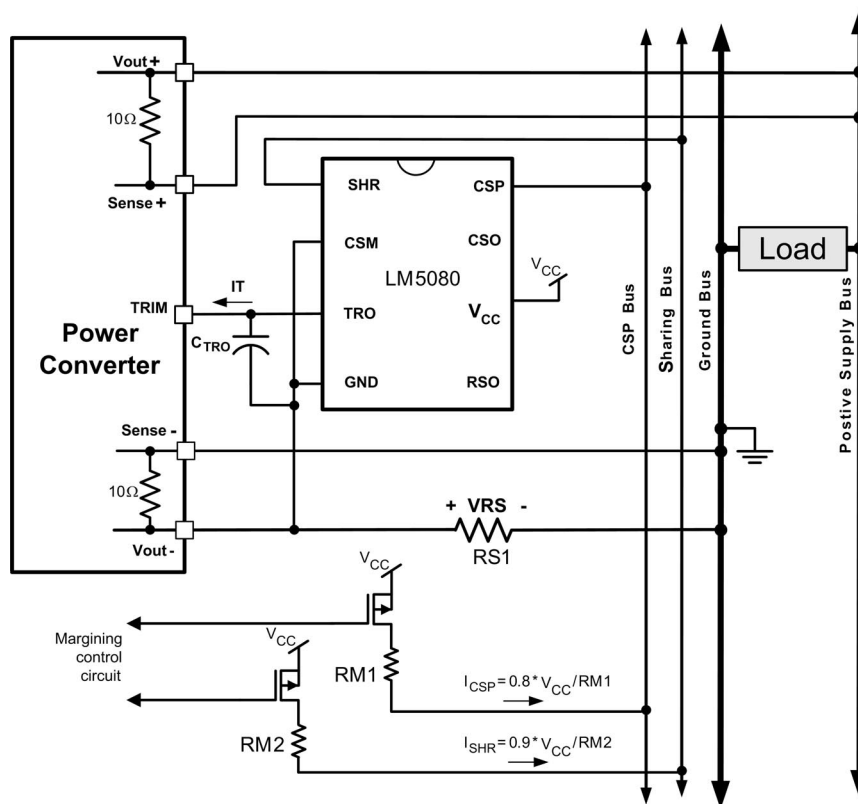 Vout+
10Ω
Sense+
SHR
CSP
CSM
CSO
LM5080
VCC
IT
TRIM
TRO
VCC
CTRO
Power
Converter
GND
RSO
Sense-
10Ω
Vout-
+ VRS -
RS1
CSP Bus
Sharing Bus
Ground Bus
Load
Postive Supply Bus
VCC
Margining
control
circuit
VCC
RM1
ICSP=0.8*VCC/RM1
RM2
ISHR=0.9*VCC/RM2